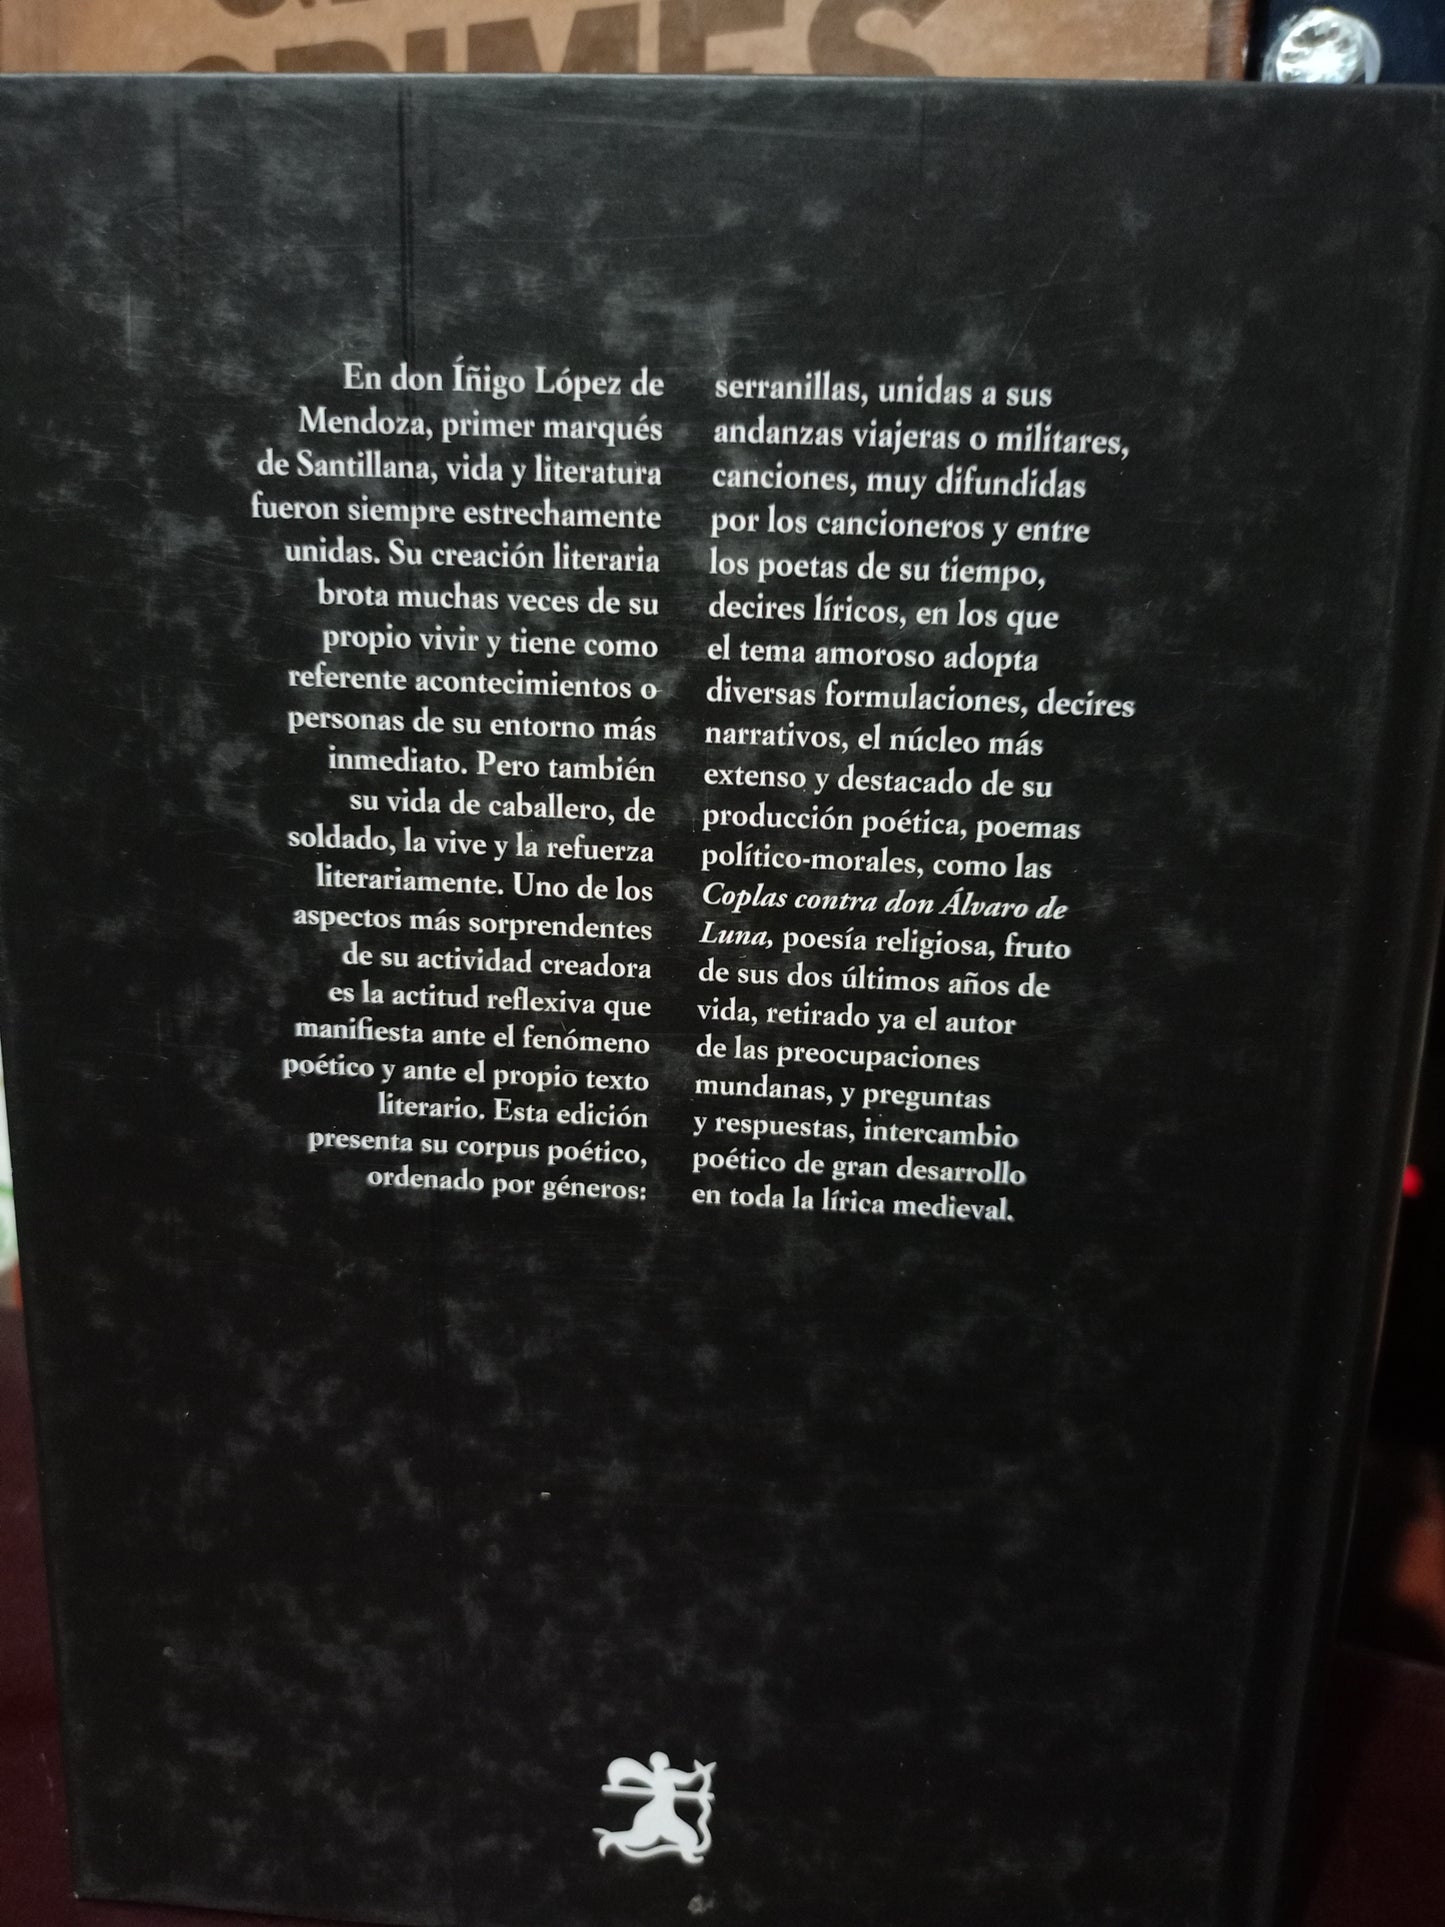 CRIMES
En don Íñigo López de
Mendoza, primer marqués
de Santillana, vida y literatura
fueron siempre estrechamente
unidas. Su creación literaria
brota muchas veces de su
propio vivir y tiene como
referente acontecimientos o
personas de su entorno más
inmediato. Pero también
su vida de caballero, de
soldado, la vive y la refuerza
literariamente. Uno de los
aspectos más sorprendentes
de su actividad creadora
es la actitud reflexiva que
manifiesta ante el fenómeno
poético y ante el propio texto
literario. Esta edición
presenta su corpus poético,
ordenado por géneros:
serranillas, unidas a sus
andanzas viajeras o militares,
canciones, muy difundidas
por los cancioneros y entre
los poetas de su tiempo,
decires líricos, en los que
el tema amoroso adopta
diversas formulaciones, decires
narrativos, el núcleo más
extenso y destacado de su
producción poética, poemas
político-morales, como las
Coplas contra don Álvaro de
Luna, poesía religiosa, fruto
de sus dos últimos años de
vida, retirado ya el autor
de las preocupaciones
mundanas, y preguntas
y respuestas, intercambio
poético de gran desarrollo
en toda la lírica medieval.